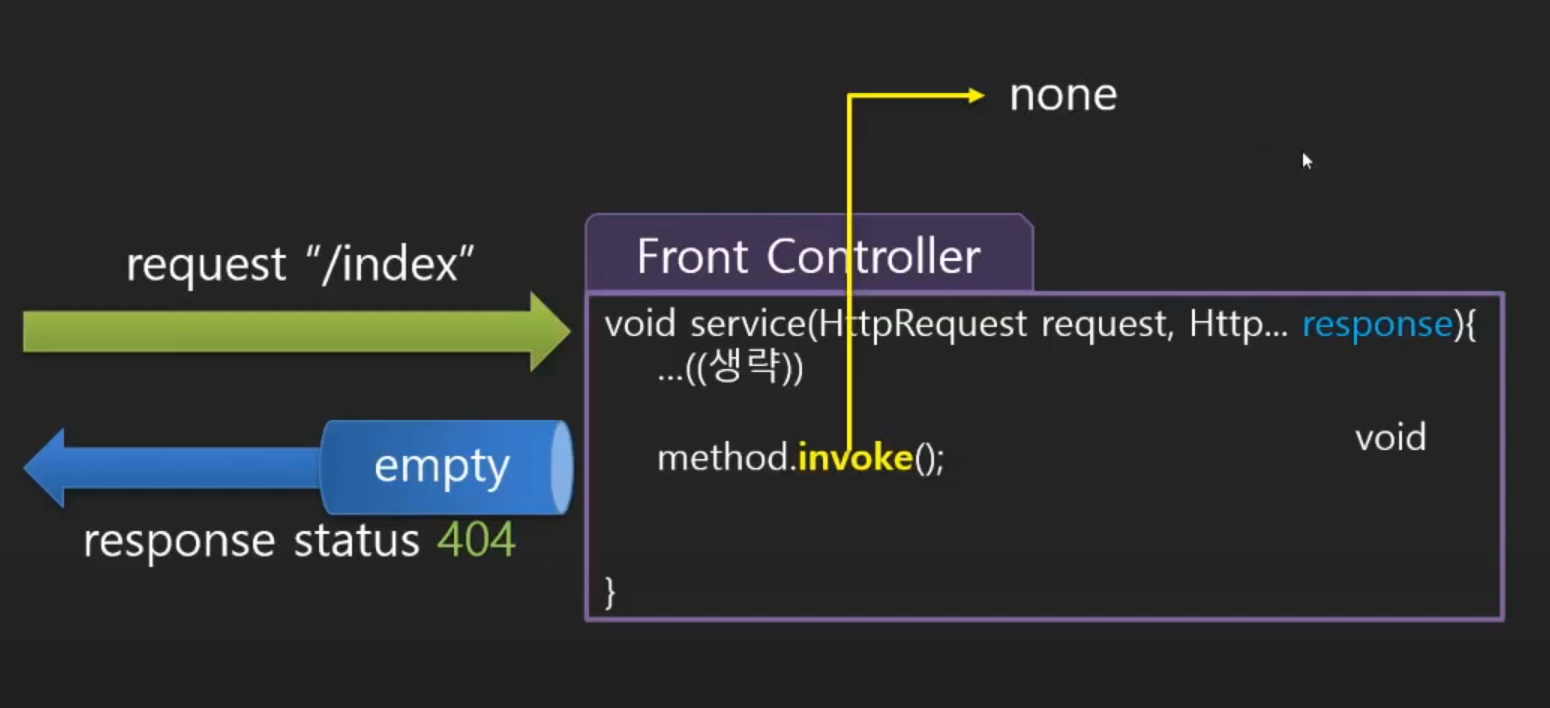 none
request “/index”
Front Controller
void service(HttpRequest request, Http... response){
...((생략))
void
method.invoke();
empty
response status 404
}